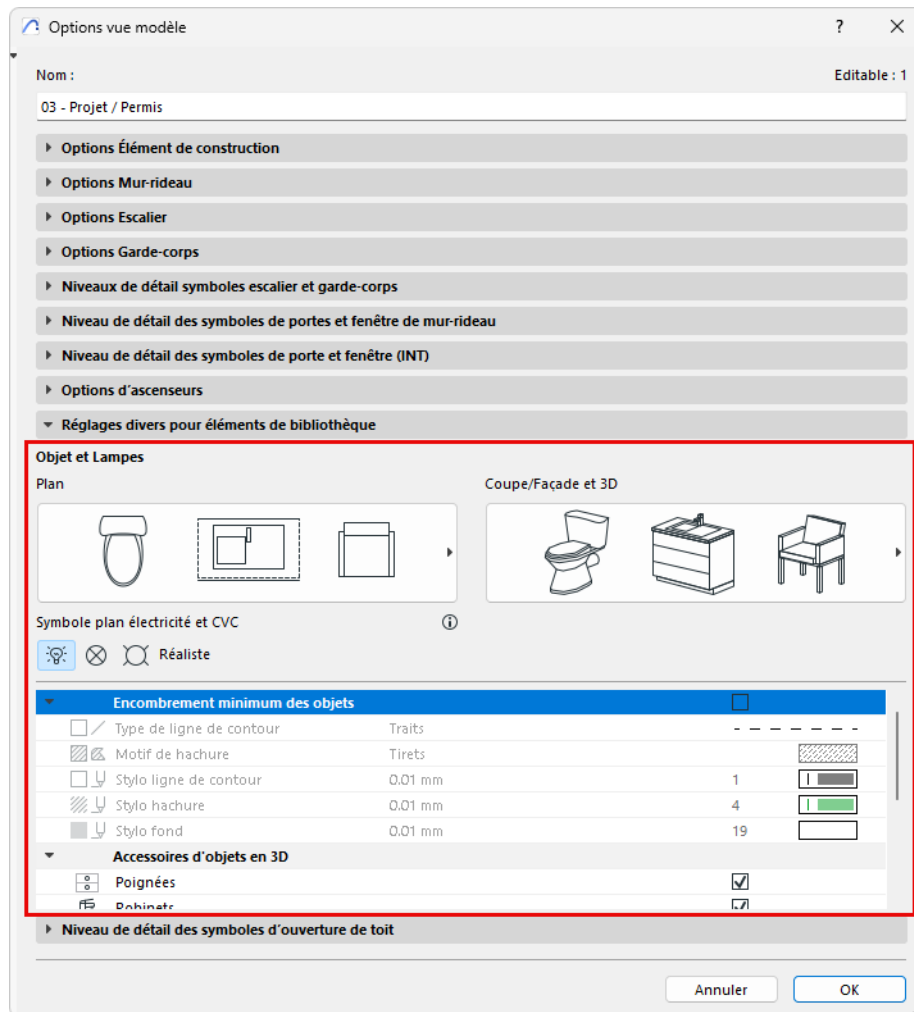 Options vue modèle ?
Nom : Editable : 1
03 - Projet / Permis
Options Élément de construction
Options Mur-rideau
Options Escalier
Options Garde-corps
Niveaux de détail symboles escalier et garde-corps
Niveau de détail des symboles de portes et fenêtre de mur-rideau
Niveau de détail des symboles de porte et fenêtre (INT)
Options d'ascenseurs
Réglages divers pour éléments de bibliothèque
Objet et Lampes
Plan Coupe/Façade et 3D
Symbole plan électricité et CVC
Réaliste
Encombrement minimum des objets
Type de ligne de contour Traits
Motif de hachure Tirets
Stylo ligne de contour 0.01 mm 1
Stylo hachure 0.01 mm 4
Stylo fond 0.01 mm 19
Accessoires d'objets en 3D
Poignées
Robinets
Niveau de détail des symboles d'ouverture de toit
Annuler OK